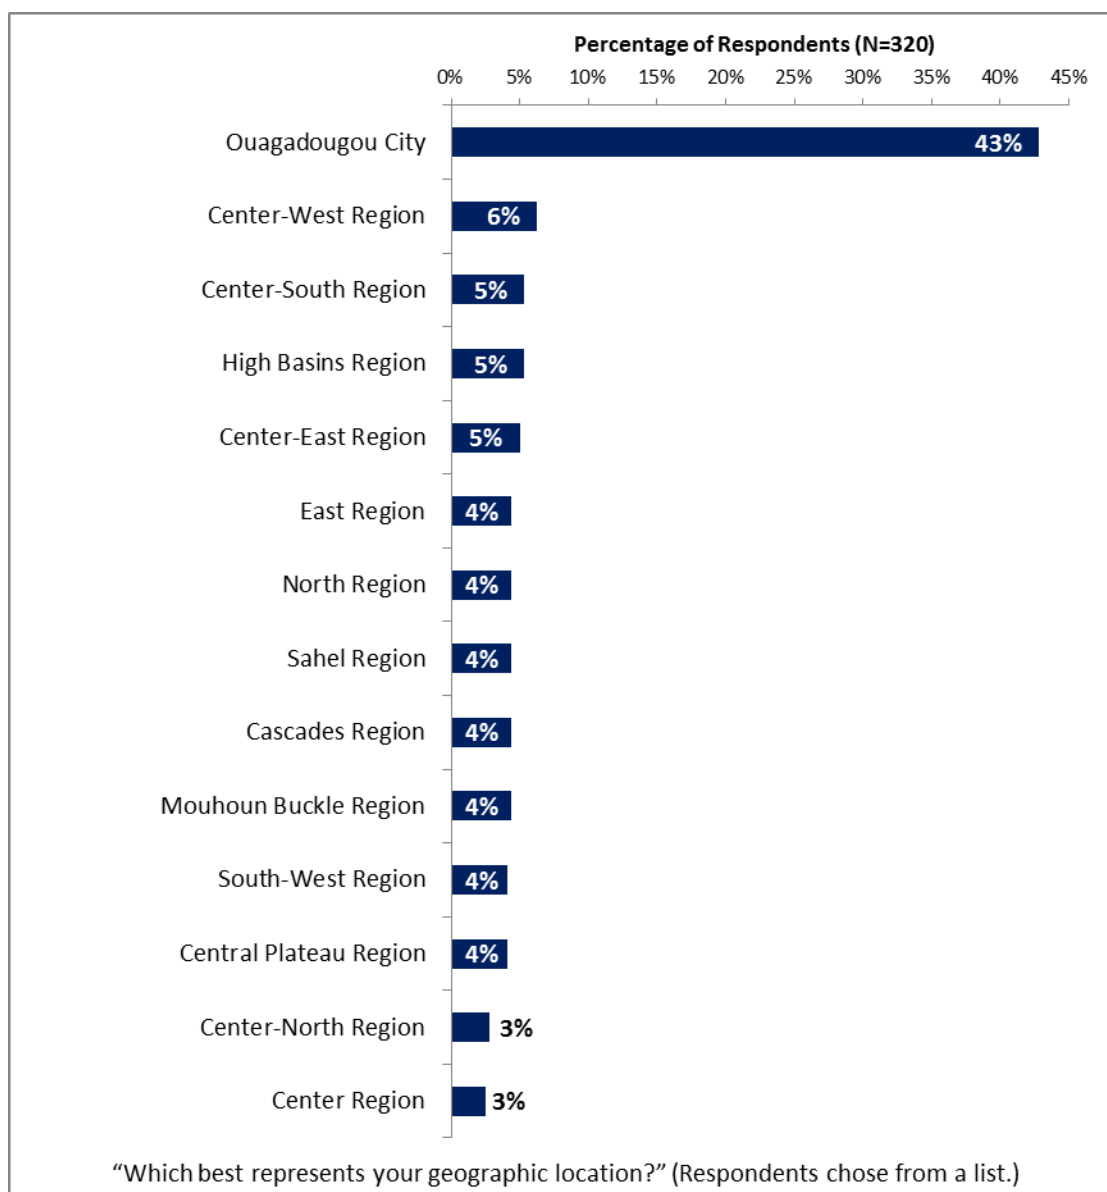 Percentage of Respondents (N=320)
0% 5% 10% 15% 20% 25% 30% 35% 40% 45%
Ouagadougou City 43%
Center-West Region 6%
Center-South Region 5%
High Basins Region 5%
Center-East Region 5%
East Region 4%
North Region 4%
Sahel Region 4%
Cascades Region 4%
Mouhoun Buckle Region 4%
South-West Region 4%
Central Plateau Region 4%
Center-North Region 3%
Center Region 3%
“Which best represents your geographic location?” (Respondents chose from a list.)